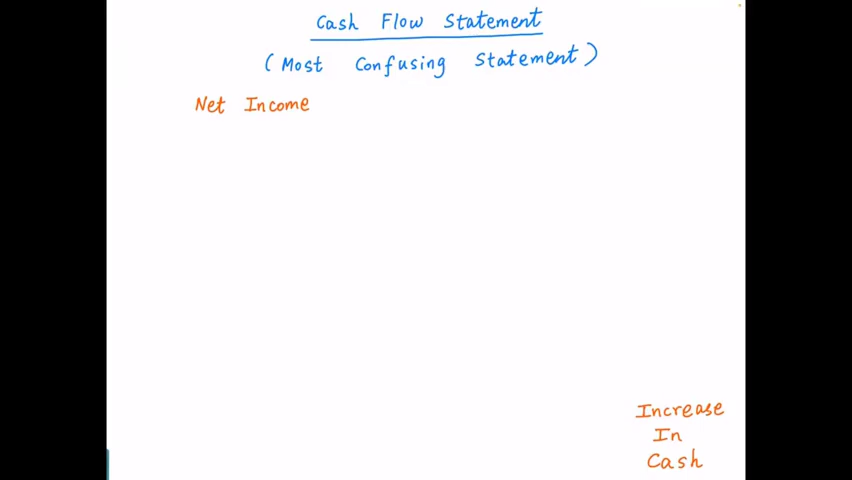 Cash Flow Statement
(Most Confusing Statement)
Net Income
Increase
In
Cash